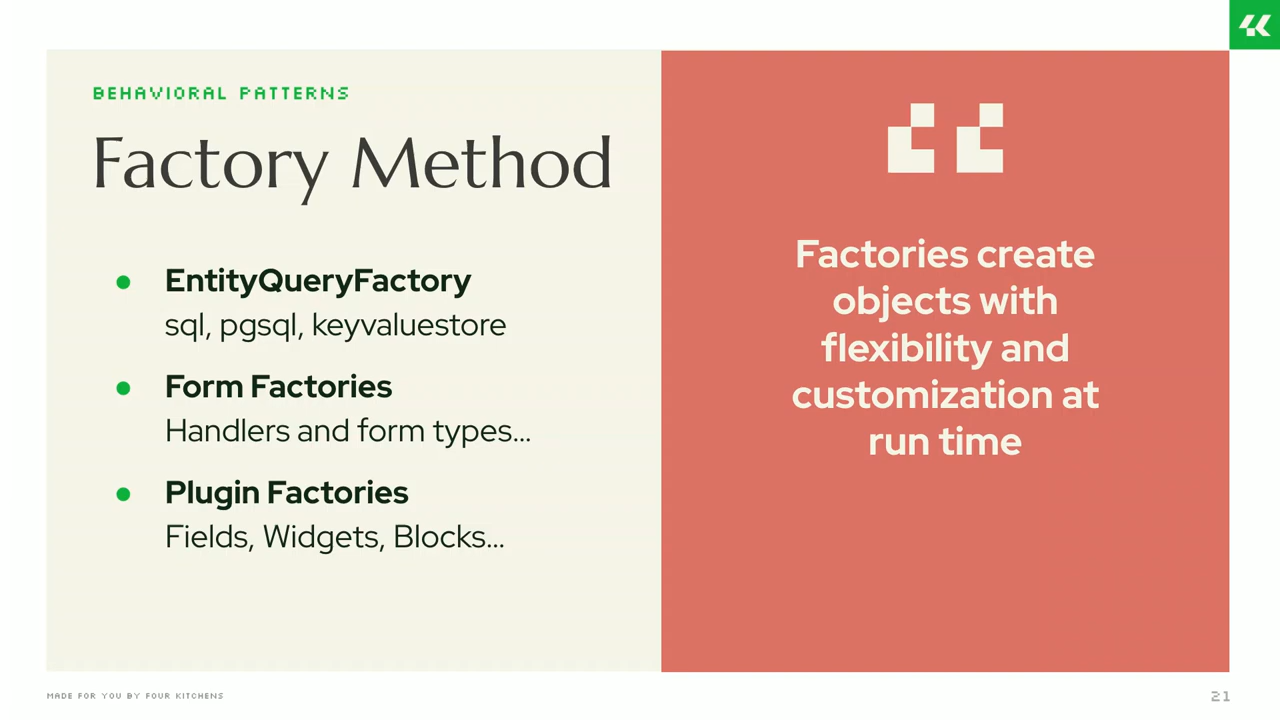 BEHAVIORAL PATTERNS
Factory Method
● EntityQueryFactory
sql, pgsql, keyvaluestore
● Form Factories
Handlers and form types...
● Plugin Factories
Fields, Widgets, Blocks...
Factories create
objects with
flexibility and
customization at
run time
MADE FOR YOU BY FOUR KITCHENS
21